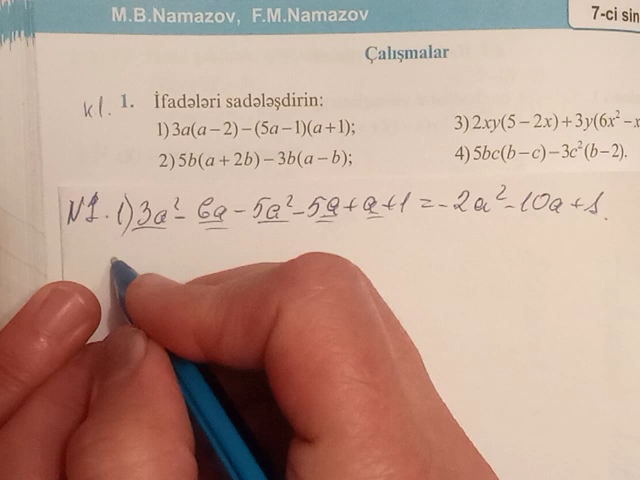 M.B.Namazov, F.M.Namazov
7-ci sin
Çalışmalar
kl. 1. İfadələri sadələşdirin:
1) 3a(a – 2) – (5a – 1)(a + 1);
3) 2xy(5 – 2x) + 3y(6x² – x
2) 5b(a + 2b) – 3b(a – b);
4) 5bc(b – c) – 3c²(b – 2).
N1. 1) 3a² – 6a – 5a² – 5a + a + 1 = –2a² – 10a + 1.